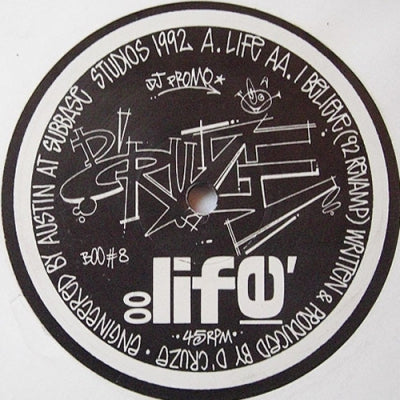 ENGINEERED BY AUSTIN AT SUBBASE STUDIOS 1992 A. LIFE AA. I BELIEVE (92 REVAMP) WRITTEN & PRODUCED BY D'CRUZE •
DJ PROMO
D'CRUZE
BOO#8
life'
•45RPM•